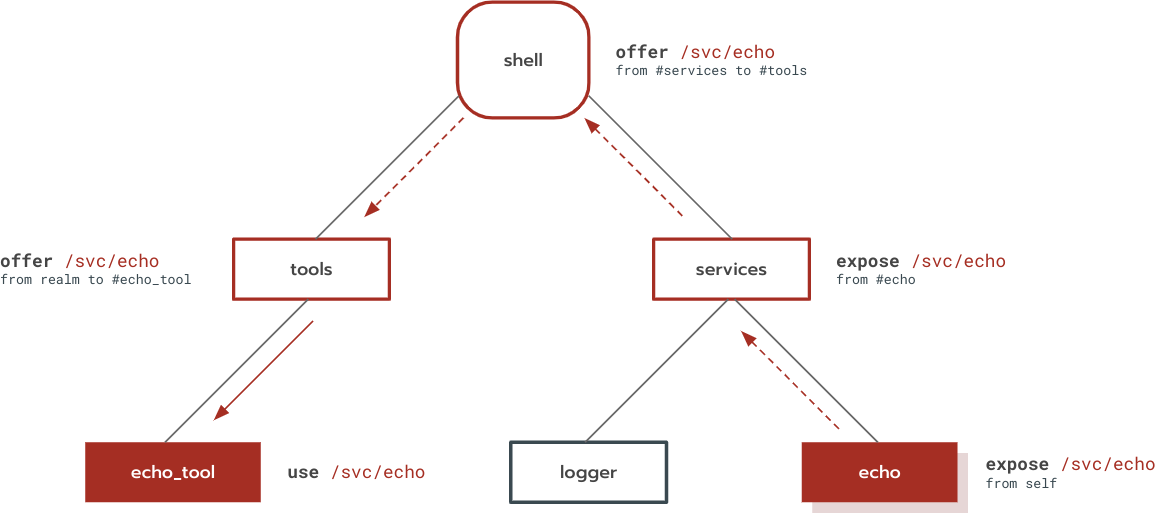 shell
offer /svc/echo
from #services to #tools
offer /svc/echo
from realm to #echo_tool
tools
services
expose /svc/echo
from #echo
echo_tool
use /svc/echo
logger
echo
expose /svc/echo
from self